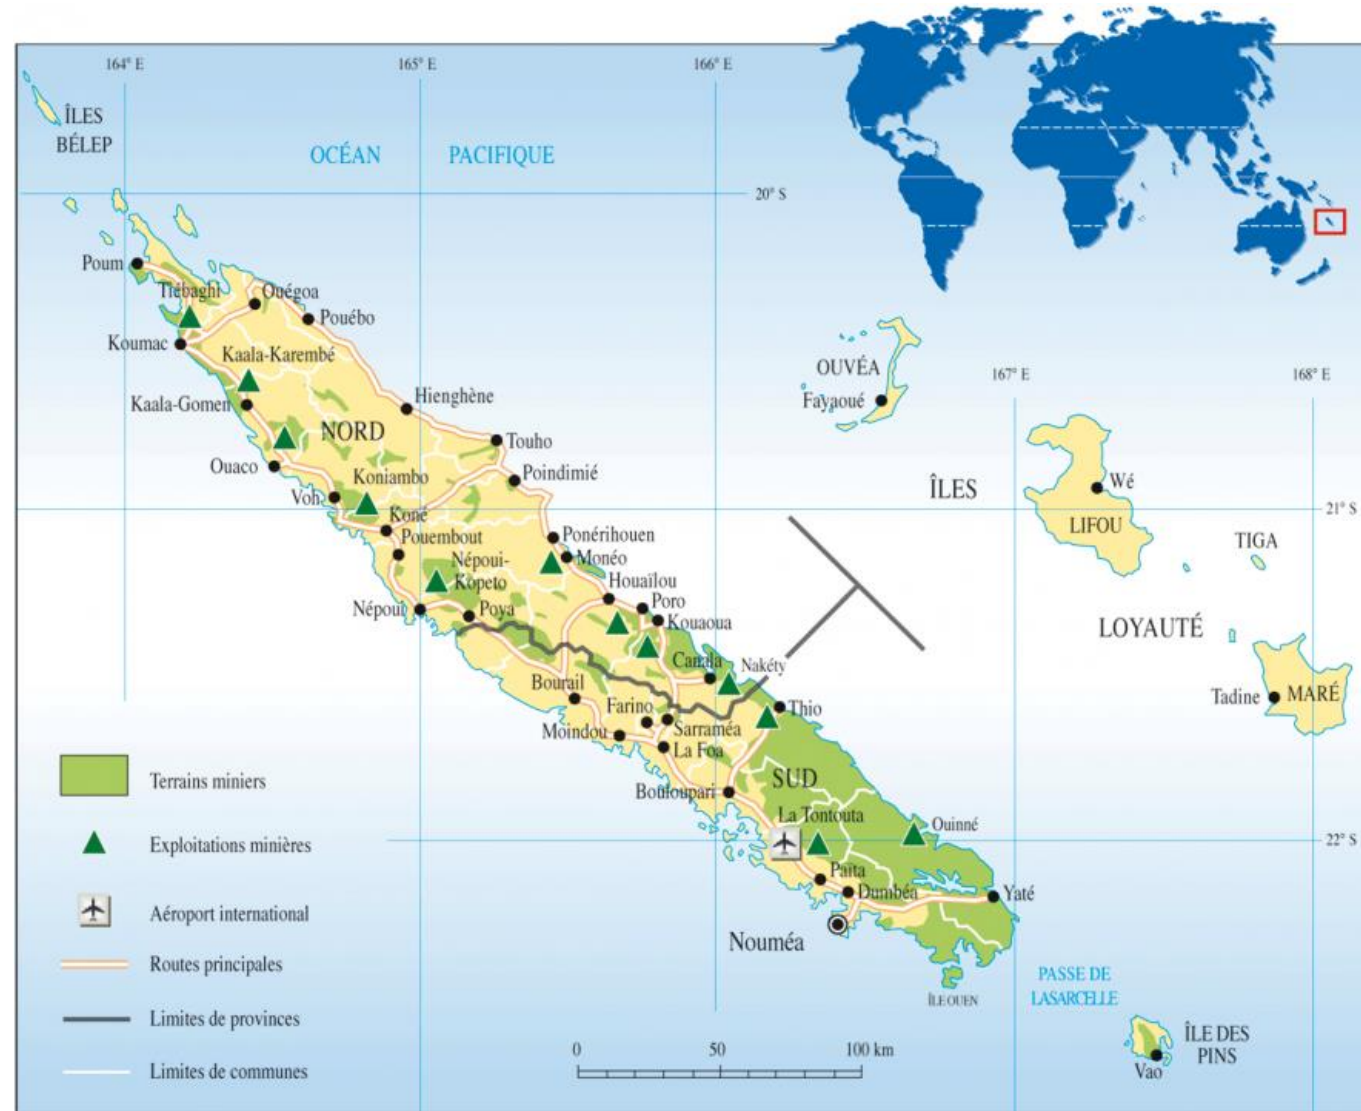 164° E
165° E
166° E
ÎLES
BÉLEP
OCÉAN
PACIFIQUE
20° S
Poum
Tiébaghi
Ouégoa
Pouébo
Koumac
Kaala-Karembé
OUVÉA
167° E
168° E
Kaala-Gomen
Hienghène
Fayaoué
NORD
Touho
Ouaco
Koniambo
Poindimié
ÎLES
Wé
Voh
Koné
21° S
LIFOU
Pouembout
Ponérihouen
TIGA
Népoui-
Kopeto
Monéo
Houaïlou
Népoui
Poya
Poro
Kouaoua
LOYAUTÉ
Canala
Nakéty
Bourail
Tadine
MARÉ
Farino
Thio
Moindou
Sarraméa
La Foa
SUD
Terrains miniers
Bouloupari
La Tontouta
Ouinné
Exploitations minières
22° S
Païta
Dumbéa
Yaté
Aéroport international
Nouméa
Routes principales
PASSE DE
LASARCELLE
ÎLE OUEN
Limites de provinces
ÎLE DES
PINS
Vao
0
50
100 km
Limites de communes